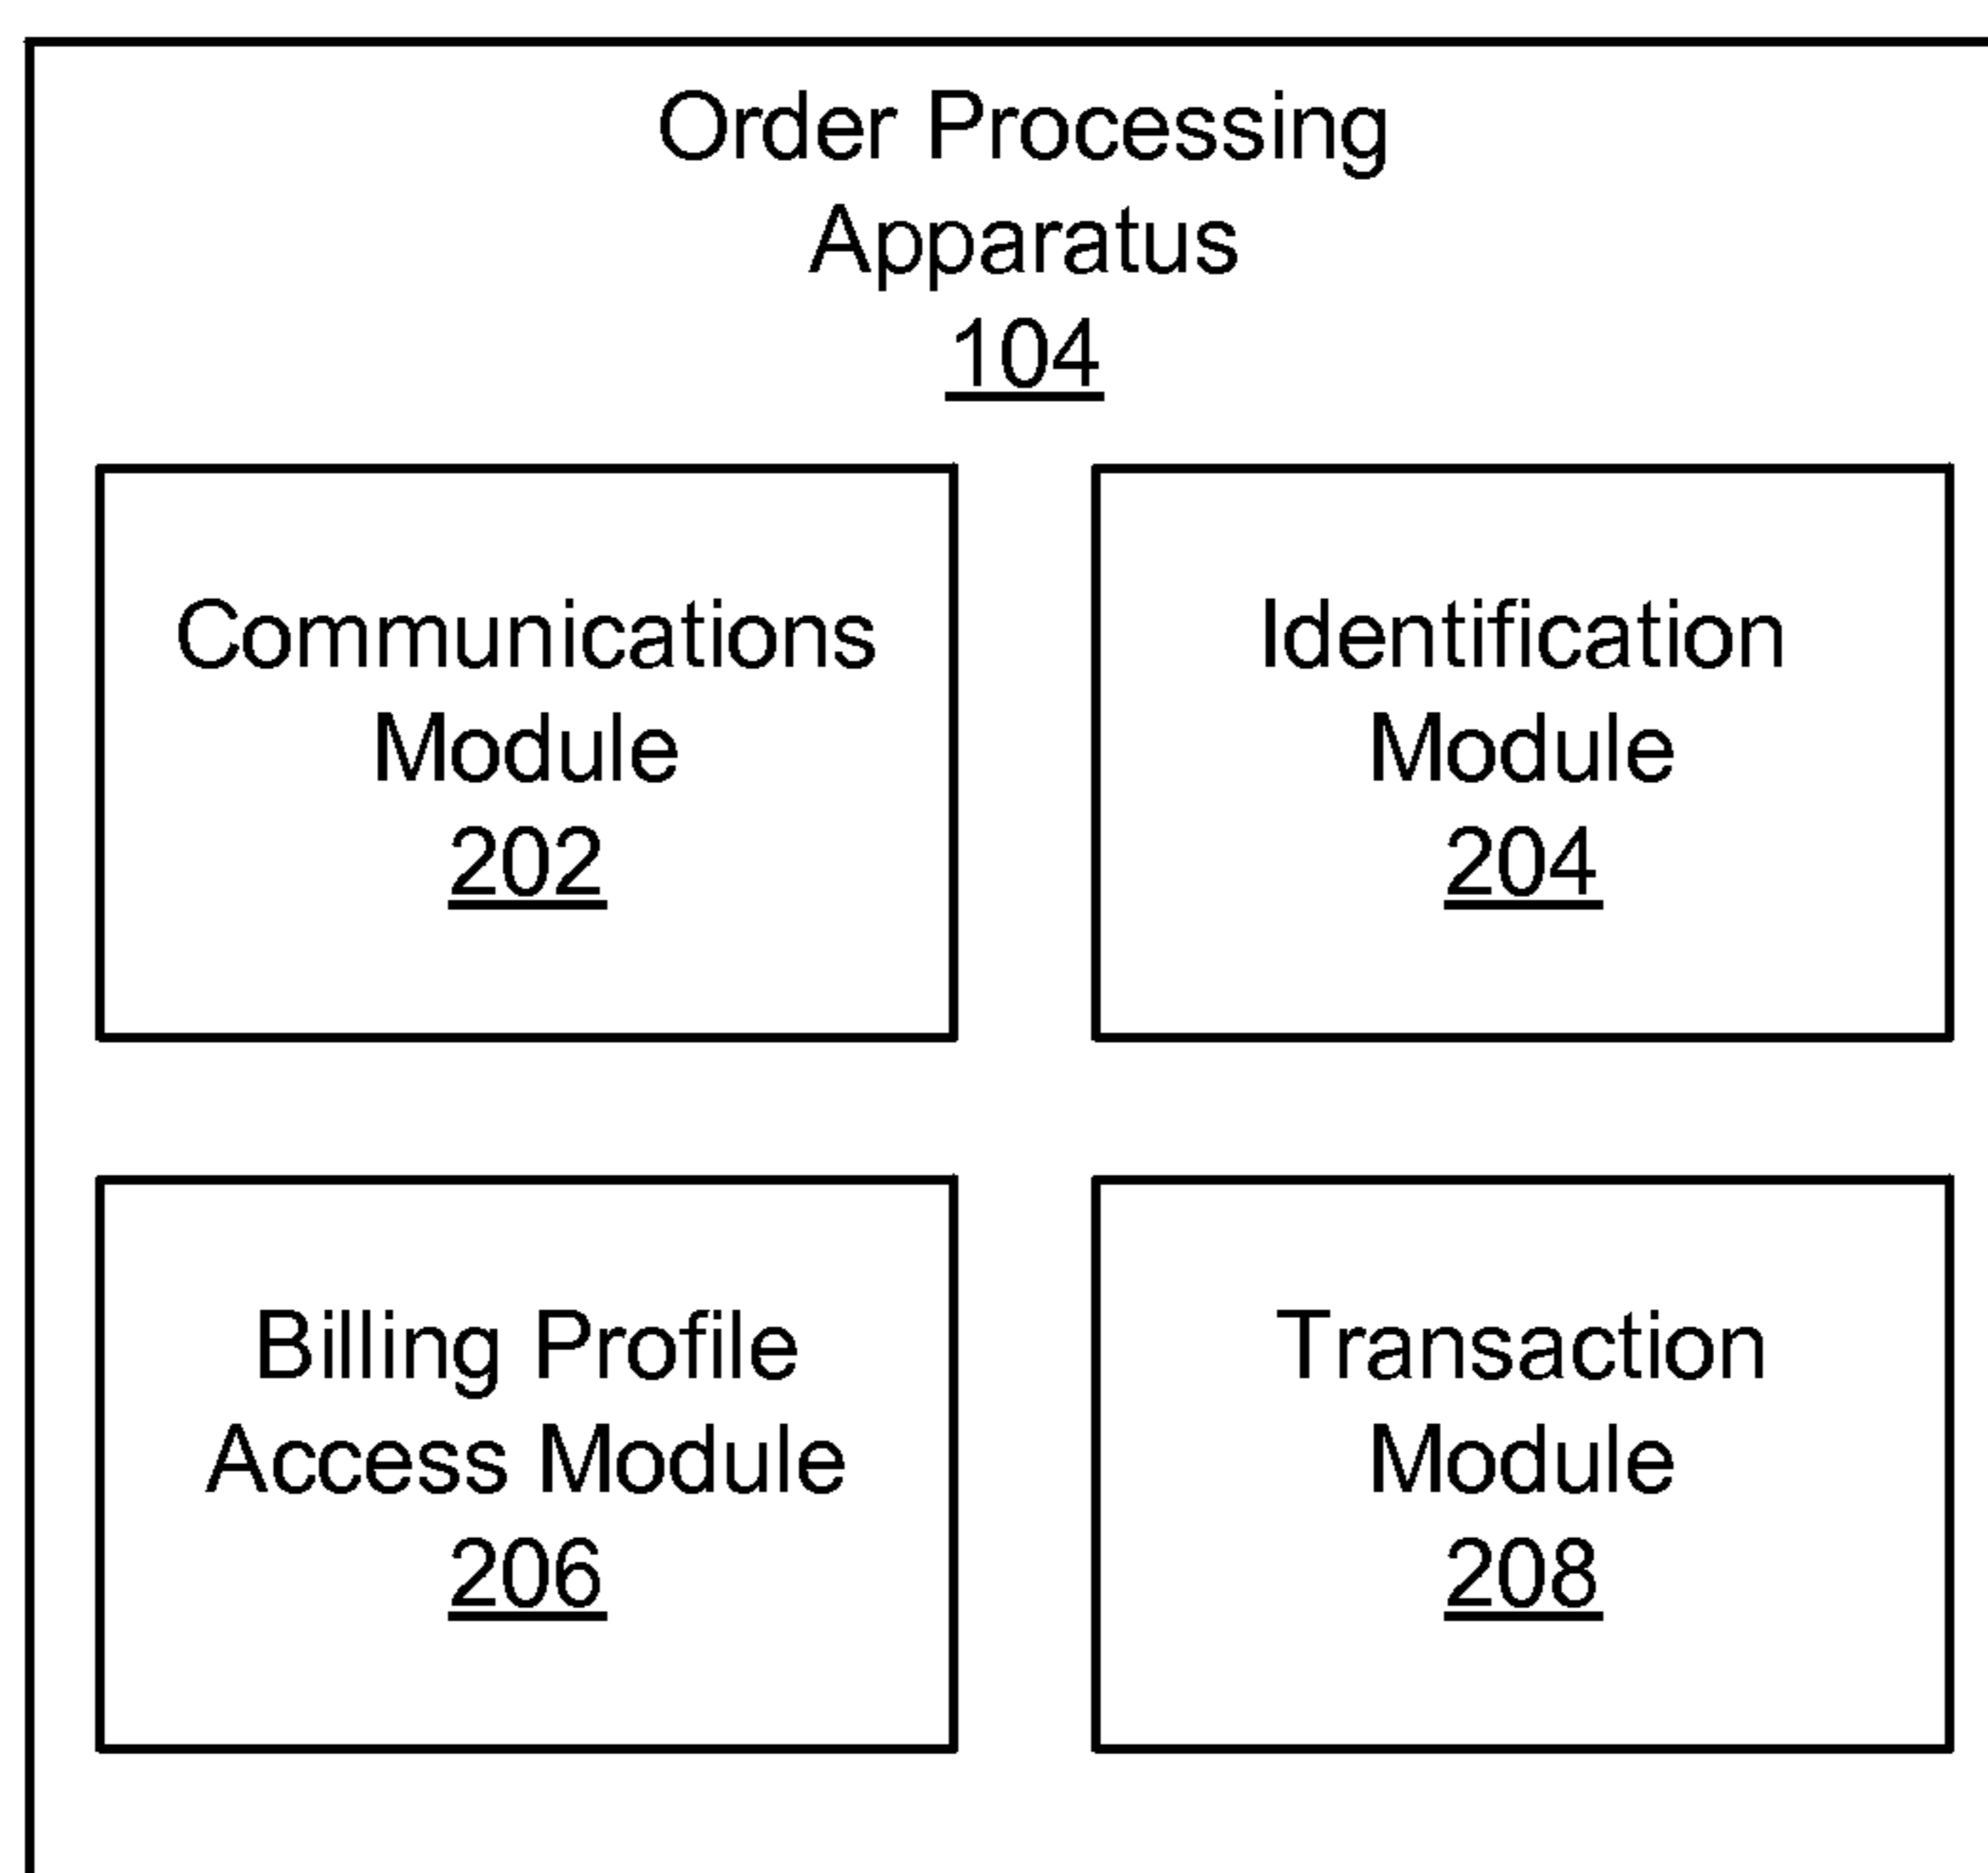 Order Processing
Apparatus
104
Communications
Module
202
Identification
Module
204
Billing Profile
Access Module
206
Transaction
Module
208